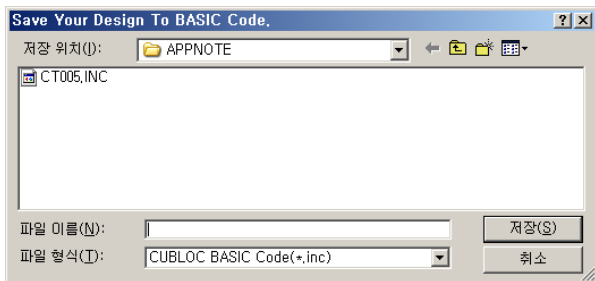 Save Your Design To BASIC Code.
저장 위치(I):
APPNOTE
CT005.INC
파일 이름(N):
저장(S)
파일 형식(T):
CUBLOC BASIC Code(*.inc)
취소